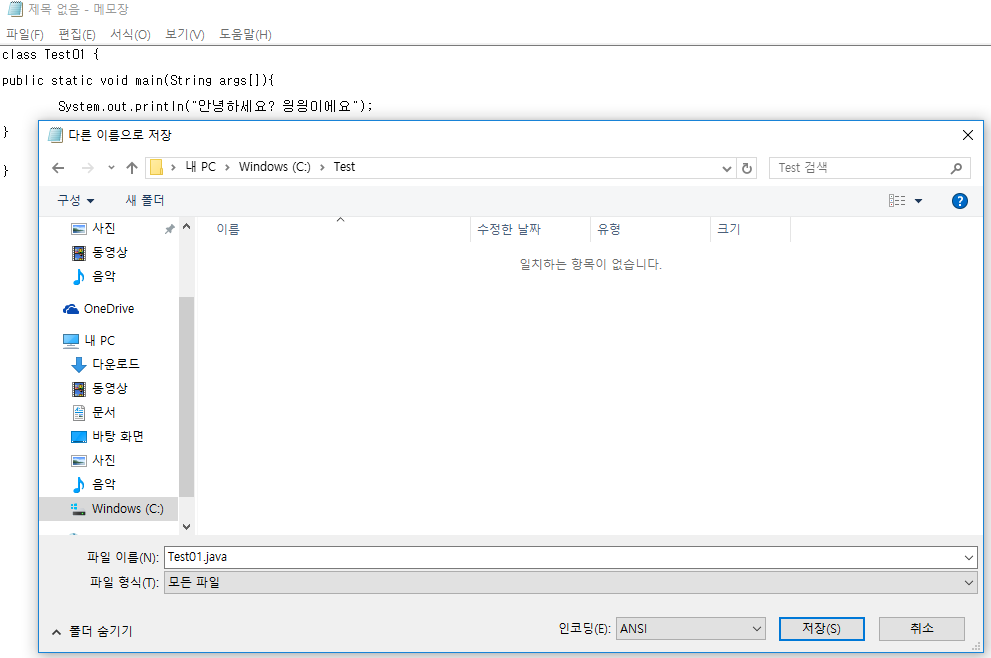 제목 없음 - 메모장
파일(F) 편집(E) 서식(O) 보기(V) 도움말(H)
class Test01 {
public static void main(String args[]){
System.out.println("안녕하세요? 윙윙이에요");
}
}
다른 이름으로 저장
내 PC > Windows (C:) > Test
Test 검색
구성 새 폴더
이름 수정한 날짜 유형 크기
일치하는 항목이 없습니다.
사진
동영상
음악
OneDrive
내 PC
다운로드
동영상
문서
바탕 화면
사진
음악
Windows (C:)
파일 이름(N): Test01.java
파일 형식(T): 모든 파일
폴더 숨기기
인코딩(E): ANSI 저장(S) 취소